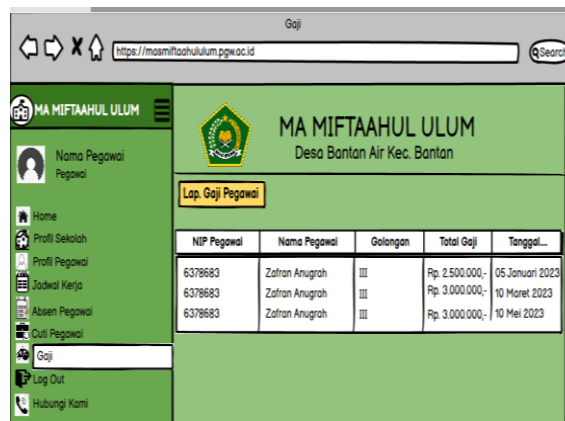 Gaji
https://masmiftaahululum.pgw.ac.id
Search
MA MIFTAAHUL ULUM
Nama Pegawai
Pegawai
Home
Profil Sekolah
Profil Pegawai
Jadwal Kerja
Absen Pegawai
Cuti Pegawai
Gaji
Log Out
Hubungi Kami
MA MIFTAAHUL ULUM
Desa Bantan Air Kec. Bantan
Lap. Gaji Pegawai
NIP Pegawai Nama Pegawai Golongan Total Gaji Tanggal...
6378683 Zafran Anugrah III Rp. 2.500.000,- 05 Januari 2023
6378683 Zafran Anugrah III Rp. 3.000.000,- 10 Maret 2023
6378683 Zafran Anugrah III Rp. 3.000.000,- 10 Mei 2023